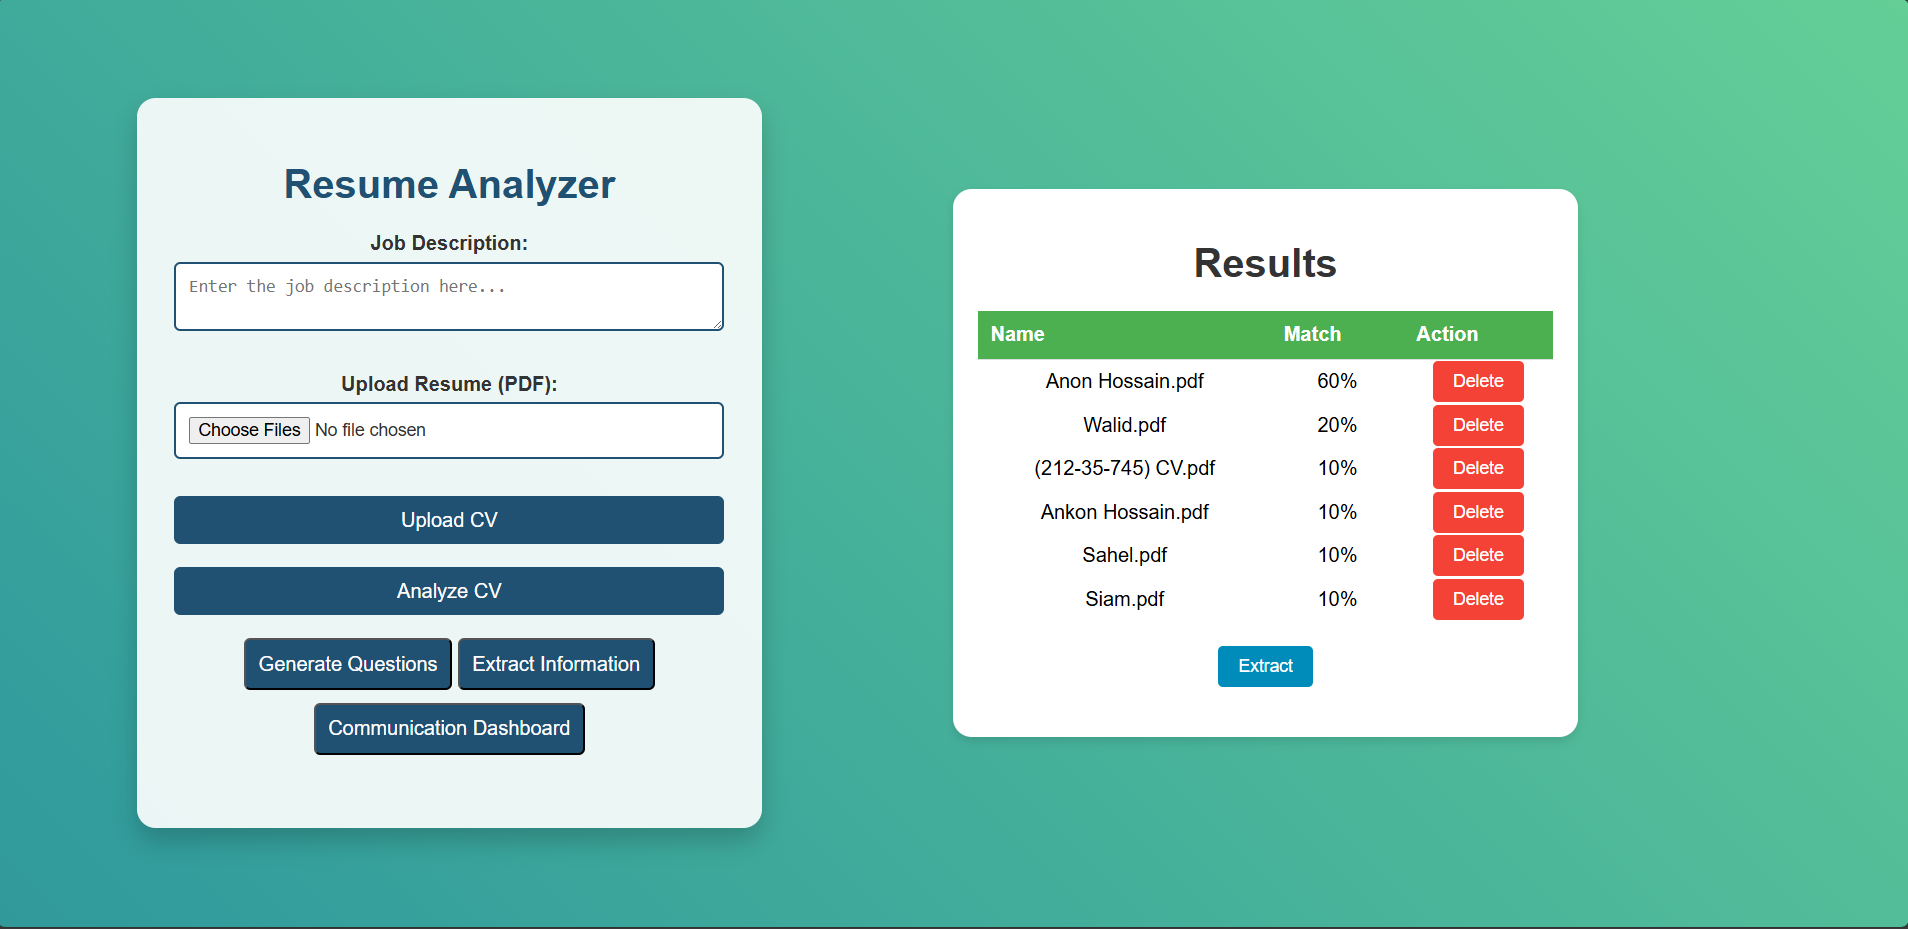 Resume Analyzer
Job Description:
Enter the job description here...
Upload Resume (PDF):
Choose Files No file chosen
Upload CV
Analyze CV
Generate Questions Extract Information
Communication Dashboard
Results
Name Match Action
Anon Hossain.pdf 60% Delete
Walid.pdf 20% Delete
(212-35-745) CV.pdf 10% Delete
Ankon Hossain.pdf 10% Delete
Sahel.pdf 10% Delete
Siam.pdf 10% Delete
Extract